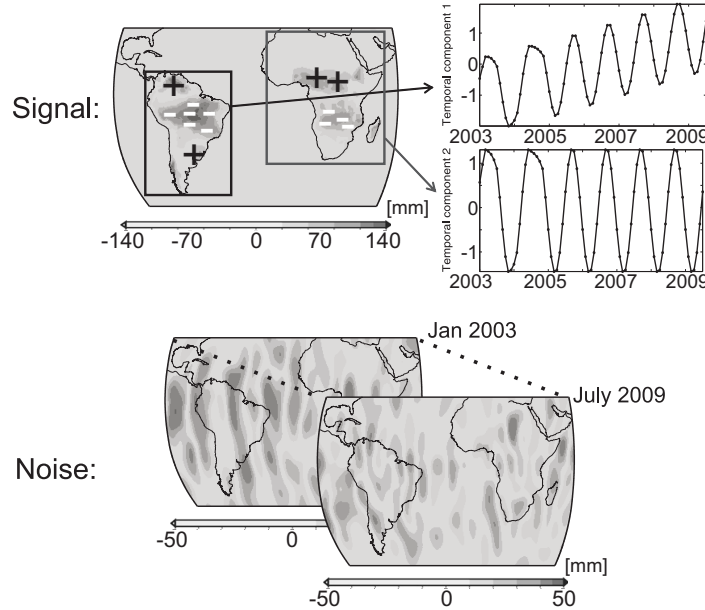 Signal:
[mm]
-140 -70 0 70 140
Temporal component 1
1
0
-1
2003 2005 2007 2009
Temporal component 2
1
0
-1
2003 2005 2007 2009
Noise:
Jan 2003
July 2009
-50 0
[mm]
-50 0 50